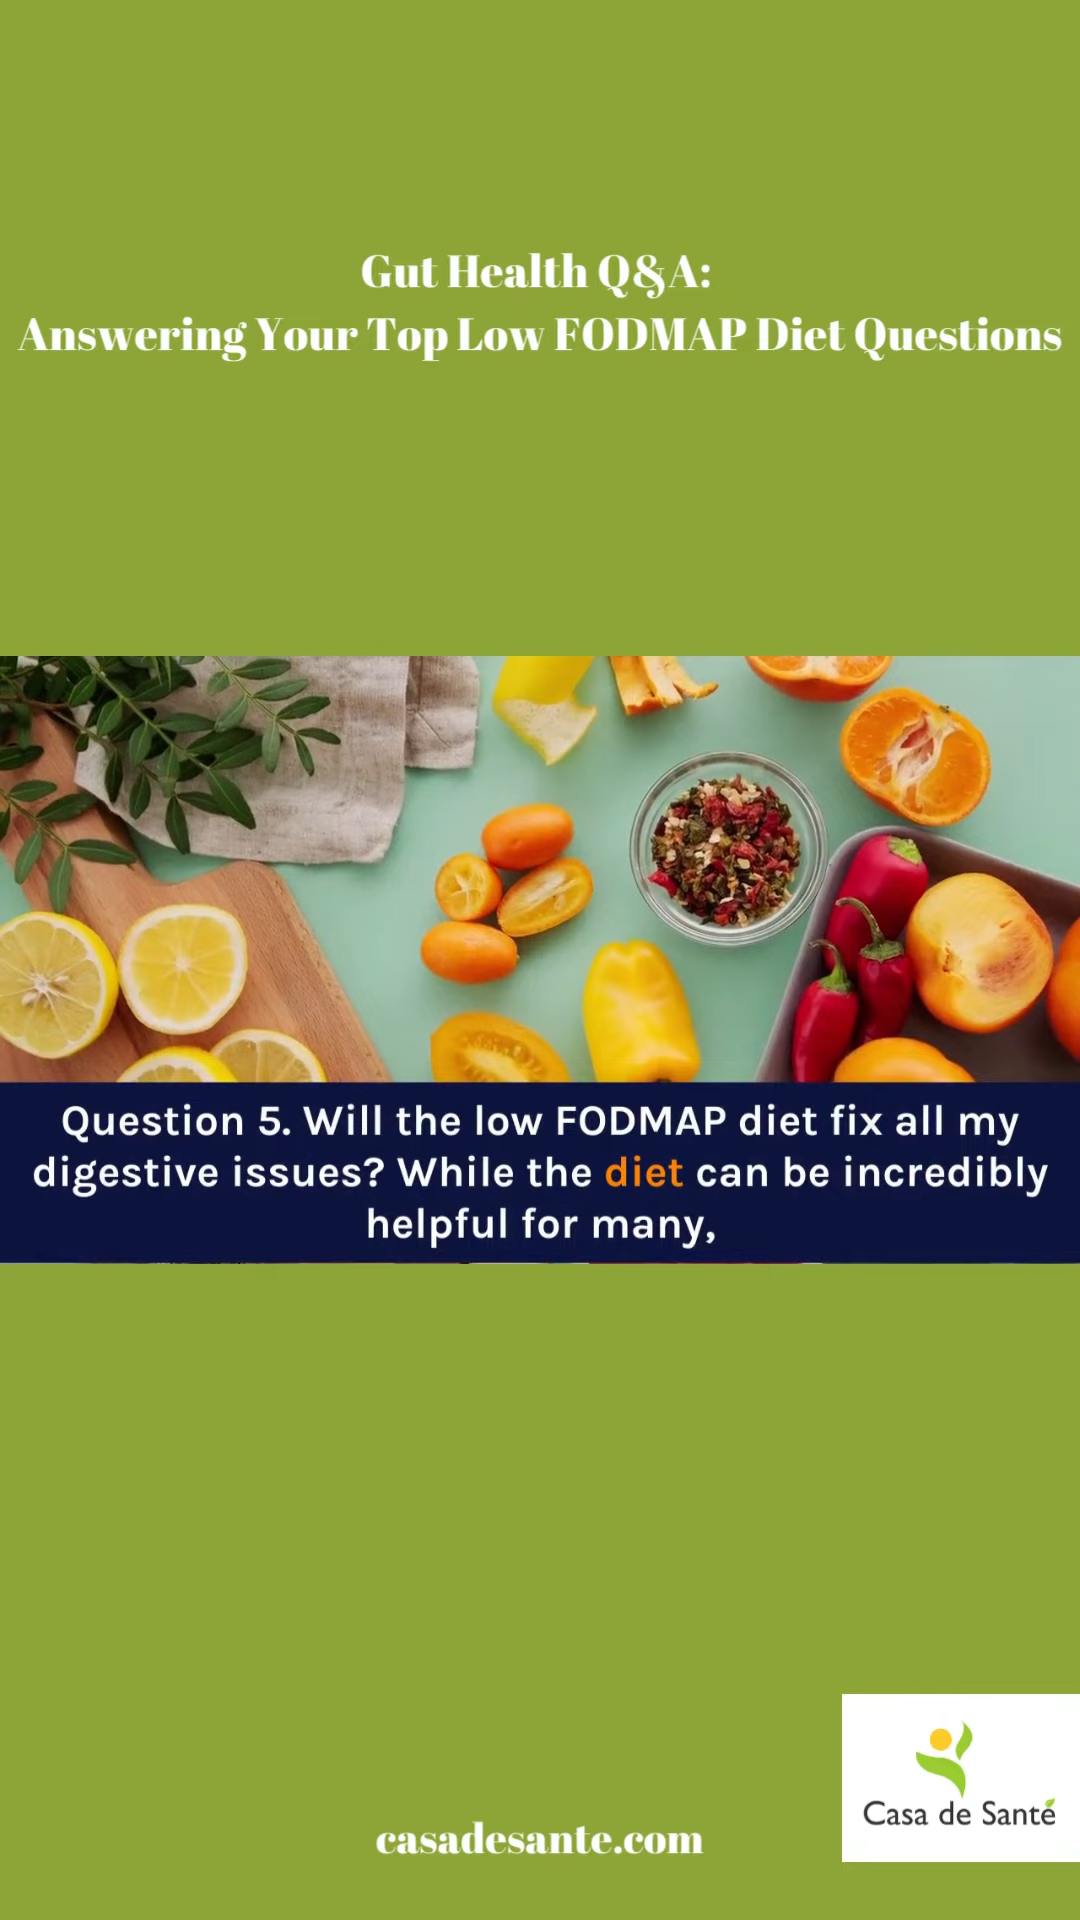 Gut Health Q&A:
Answering Your Top Low FODMAP Diet Questions
Question 5. Will the low FODMAP diet fix all my
digestive issues? While the diet can be incredibly
helpful for many,
Casa de Santé
casadesante.com